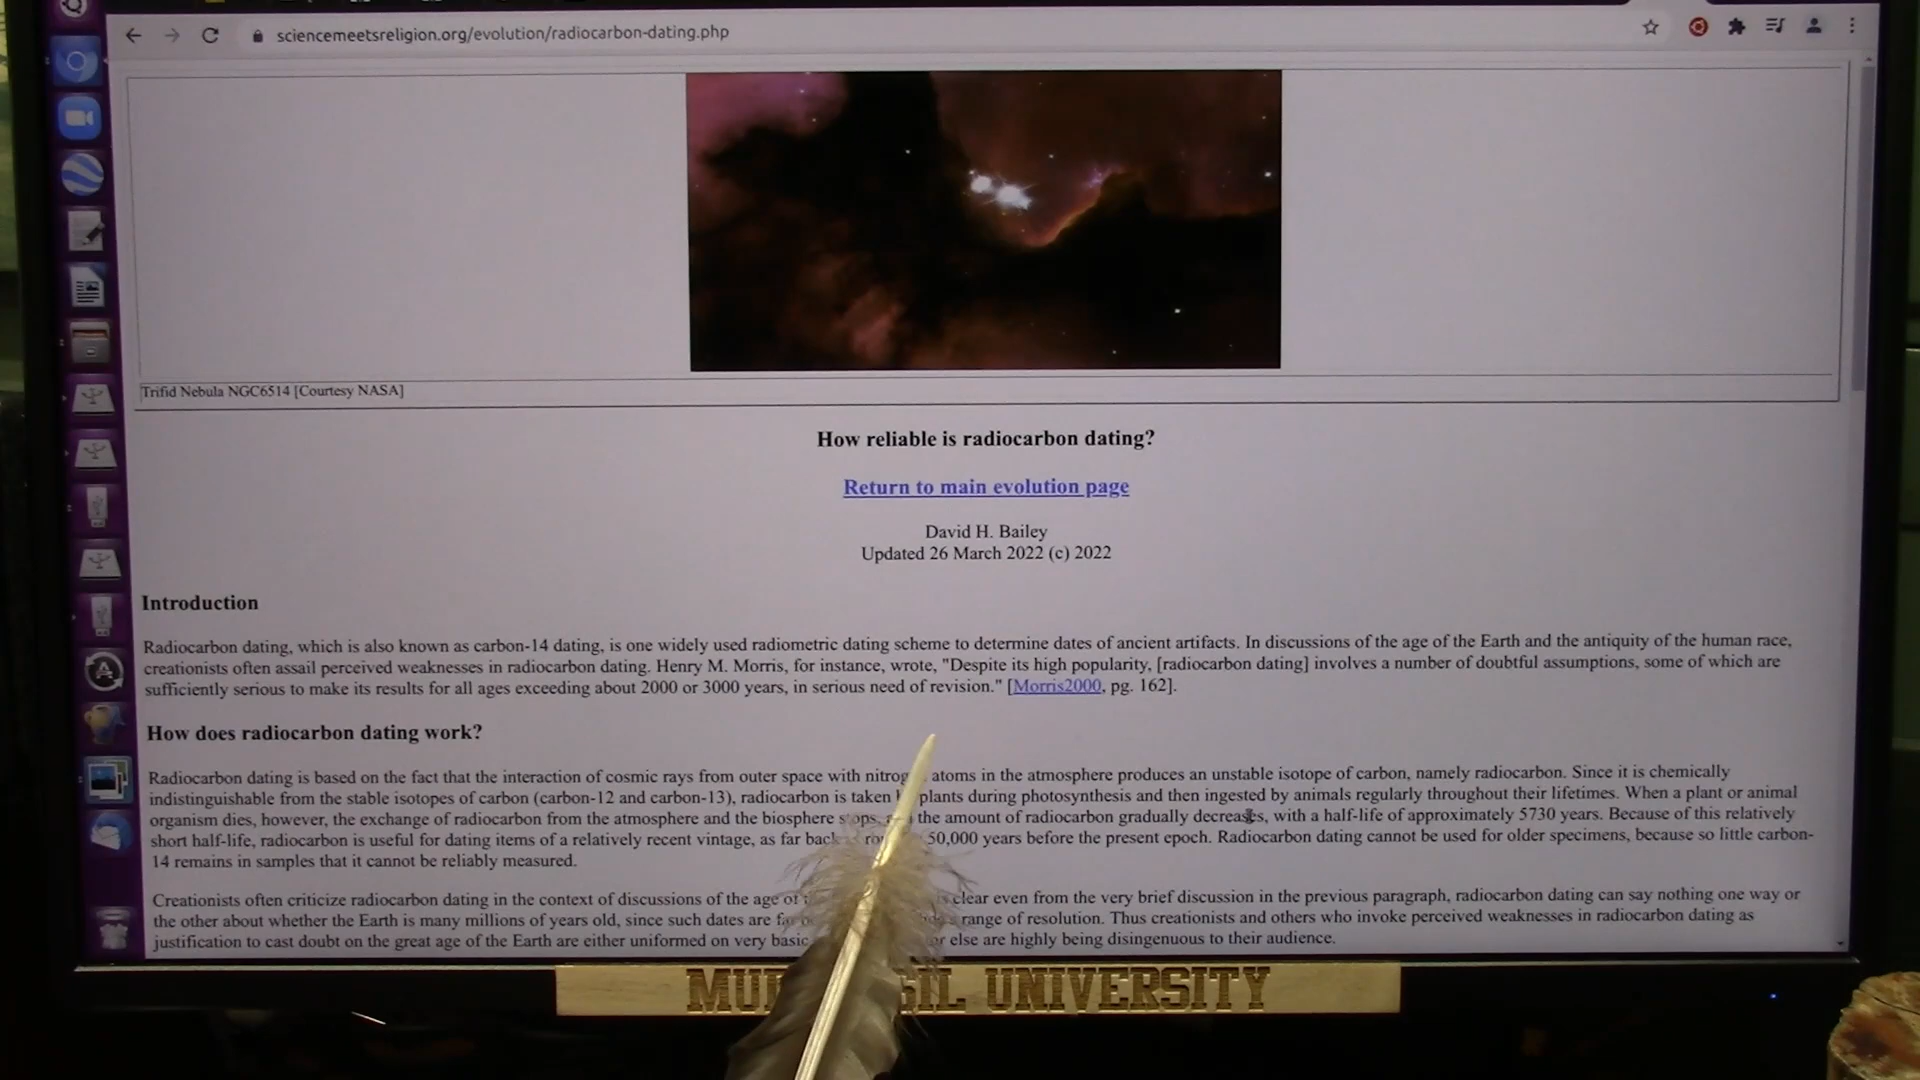 sciencemeetsreligion.org/evolution/radiocarbon-dating.php
Trifid Nebula NGC6514 [Courtesy NASA]
How reliable is radiocarbon dating?
Return to main evolution page
David H. Bailey
Updated 26 March 2022 (c) 2022
Introduction
Radiocarbon dating, which is also known as carbon-14 dating, is one widely used radiometric dating scheme to determine dates of ancient artifacts. In discussions of the age of the Earth and the antiquity of the human race,
creationists often assail perceived weaknesses in radiocarbon dating. Henry M. Morris, for instance, wrote, "Despite its high popularity, [radiocarbon dating] involves a number of doubtful assumptions, some of which are
sufficiently serious to make its results for all ages exceeding about 2000 or 3000 years, in serious need of revision." [Morris2000, pg. 162].
How does radiocarbon dating work?
Radiocarbon dating is based on the fact that the interaction of cosmic rays from outer space with atoms in the atmosphere produces an unstable isotope of carbon, namely radiocarbon. Since it is chemically
indistinguishable from the stable isotopes of carbon (carbon-12 and carbon-13), radiocarbon is taken plants during photosynthesis and then ingested by animals regularly throughout their lifetimes. When a plant or animal
organism dies, however, the exchange of radiocarbon from the atmosphere and the biosphere stops, the amount of radiocarbon gradually decreases, with a half-life of approximately 5730 years. Because of this relatively
short half-life, radiocarbon is useful for dating items of a relatively recent vintage, as far back 50,000 years before the present epoch. Radiocarbon dating cannot be used for older specimens, because so little carbon-
14 remains in samples that it cannot be reliably measured.
Creationists often criticize radiocarbon dating in the context of discussions of the age of clear even from the very brief discussion in the previous paragraph, radiocarbon dating can say nothing one way or
the other about whether the Earth is many millions of years old, since such dates are range of resolution. Thus creationists and others who invoke perceived weaknesses in radiocarbon dating as
justification to cast doubt on the great age of the Earth are either uniformed on very basic else are highly being disingenuous to their audience.
UNIVERSITY